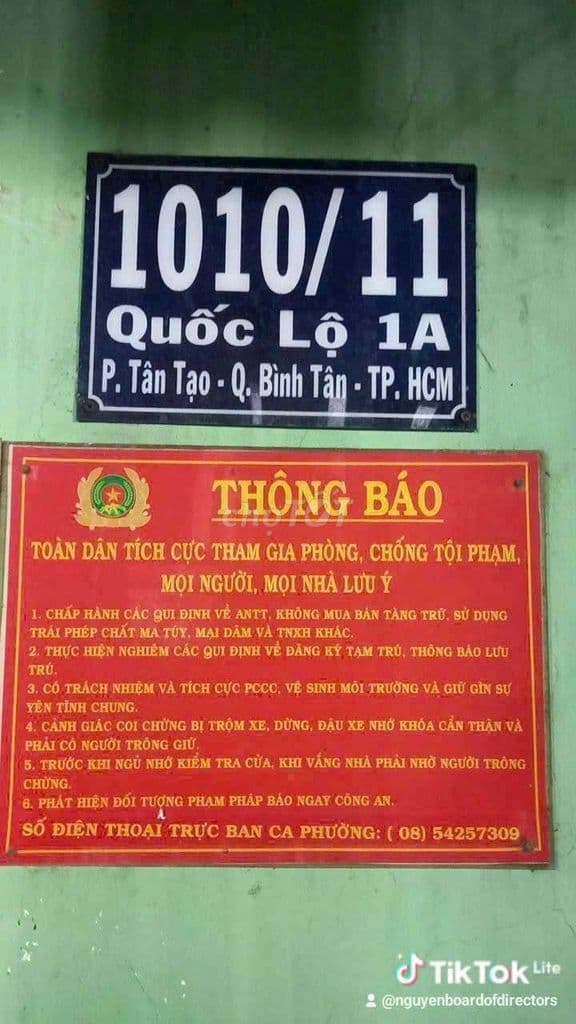 1010/11
Quốc Lộ 1A
P. Tân Tạo - Q. Bình Tân - TP. HCM
THÔNG BÁO
CHỢ TỐT
TOÀN DÂN TÍCH CỰC THAM GIA PHÒNG, CHỐNG TỘI PHẠM,
MỌI NGƯỜI, MỌI NHÀ LƯU Ý
1. CHẤP HÀNH CÁC QUI ĐỊNH VỀ ANTT, KHÔNG MUA BÁN TÀNG TRỮ, SỬ DỤNG
TRÁI PHÉP CHẤT MA TÚY, MẠI DÂM VÀ TNXH KHÁC.
2. THỰC HIỆN NGHIÊM CÁC QUI ĐỊNH VỀ ĐĂNG KÝ TẠM TRÚ, THÔNG BÁO LƯU
TRÚ.
3. CÓ TRÁCH NHIỆM VÀ TÍCH CỰC PCCC, VỆ SINH MÔI TRƯỜNG VÀ GIỮ GÌN SỰ
YÊN TĨNH CHUNG.
4. CẢNH GIÁC COI CHỪNG BỊ TRỘM XE, DỪNG, ĐẬU XE NHỚ KHÓA CẨN THẬN VÀ
PHẢI CÓ NGƯỜI TRÔNG GIỮ.
5. TRƯỚC KHI NGỦ NHỚ KIỂM TRA CỬA, KHI VẮNG NHÀ PHẢI NHỜ NGƯỜI TRÔNG
CHỪNG.
6. PHÁT HIỆN ĐỐI TƯỢNG PHẠM PHÁP BÁO NGAY CÔNG AN.
SỐ ĐIỆN THOẠI TRỰC BAN CA PHƯỜNG: ( 08) 54257309
TikTok Lite
@nguyenboardofdirectors